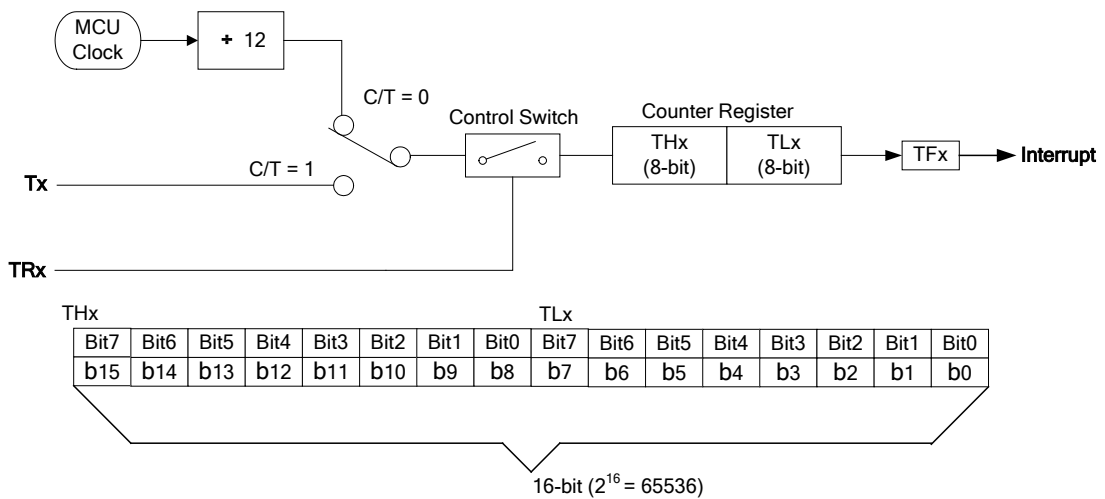 MCU
Clock
÷ 12
C/T = 0
Control Switch
Counter Register
THx
(8-bit)
TLx
(8-bit)
TFx
Interrupt
C/T = 1
Tx
TRx
THx
TLx
Bit7 Bit6 Bit5 Bit4 Bit3 Bit2 Bit1 Bit0 Bit7 Bit6 Bit5 Bit4 Bit3 Bit2 Bit1 Bit0
b15 b14 b13 b12 b11 b10 b9 b8 b7 b6 b5 b4 b3 b2 b1 b0
16-bit (2^16 = 65536)